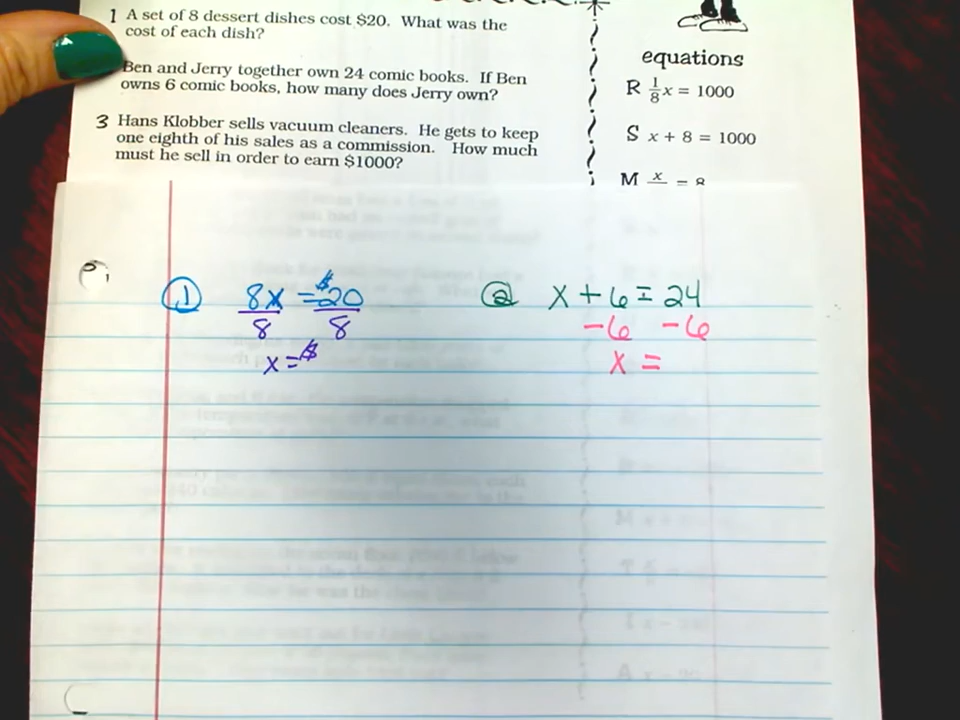 1 A set of 8 dessert dishes cost $20. What was the
cost of each dish?
Ben and Jerry together own 24 comic books. If Ben
owns 6 comic books, how many does Jerry own?
3 Hans Klobber sells vacuum cleaners. He gets to keep
one eighth of his sales as a commission. How much
must he sell in order to earn $1000?
equations
R 1/8 x = 1000
S x + 8 = 1000
M x = 8
① 8x = $20
8 8
x = $
② x + 6 = 24
-6 -6
x =